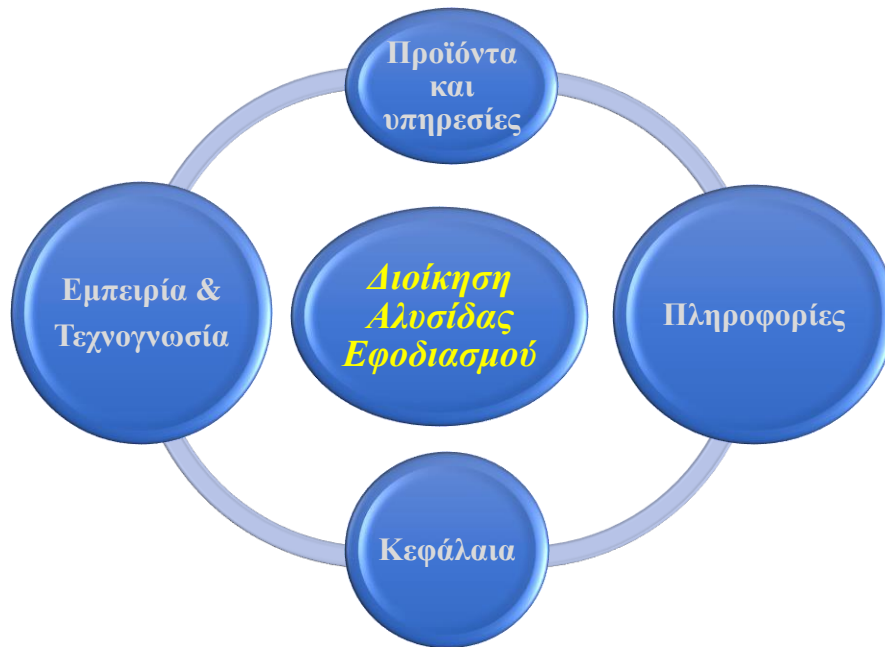 Προϊόντα
και
υπηρεσίες
Εμπειρία &
Τεχνογνωσία
Διοίκηση
Αλυσίδας
Εφοδιασμού
Πληροφορίες
Κεφάλαια